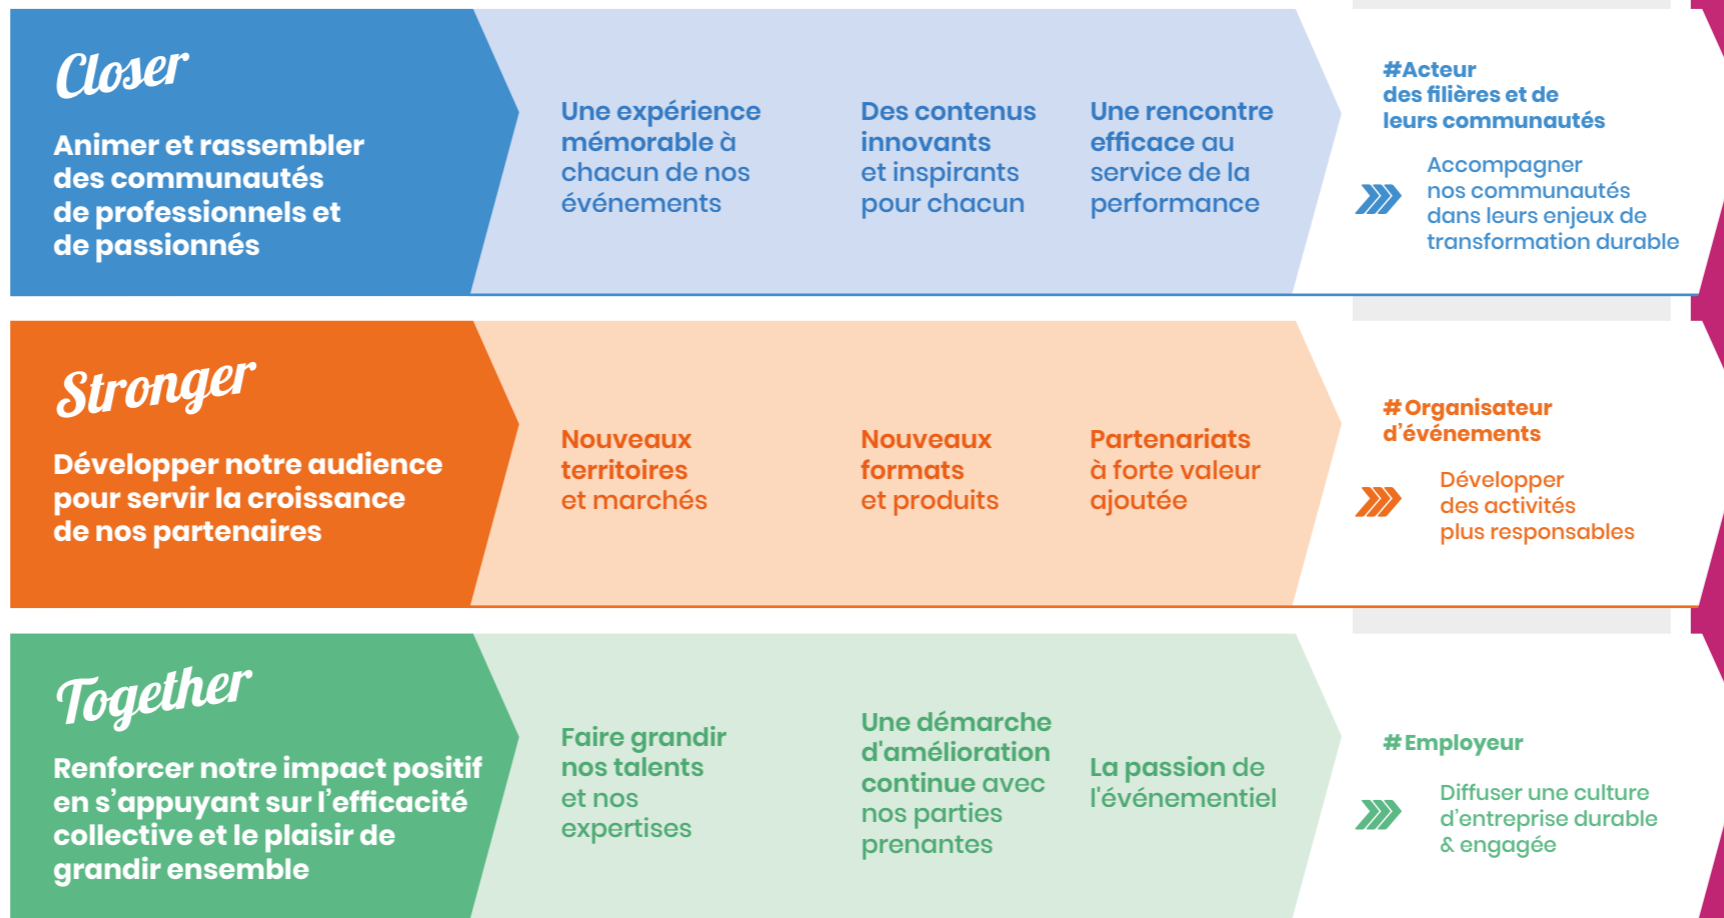 Closer
Animer et rassembler
des communautés
de professionnels et
de passionnés
Une expérience
mémorable à
chacun de nos
événements
Des contenus
innovants
et inspirants
pour chacun
Une rencontre
efficace au
service de la
performance
#Acteur
des filières et de
leurs communautés
Accompagner
nos communautés
dans leurs enjeux de
transformation durable
Stronger
Développer notre audience
pour servir la croissance
de nos partenaires
Nouveaux
territoires
et marchés
Nouveaux
formats
et produits
Partenariats
à forte valeur
ajoutée
# Organisateur
d'événements
Développer
des activités
plus responsables
Together
Renforcer notre impact positif
en s'appuyant sur l'efficacité
collective et le plaisir de
grandir ensemble
Faire grandir
nos talents
et nos
expertises
Une démarche
d'amélioration
continue avec
nos parties
prenantes
La passion de
l'événementiel
# Employeur
Diffuser une culture
d'entreprise durable
& engagée